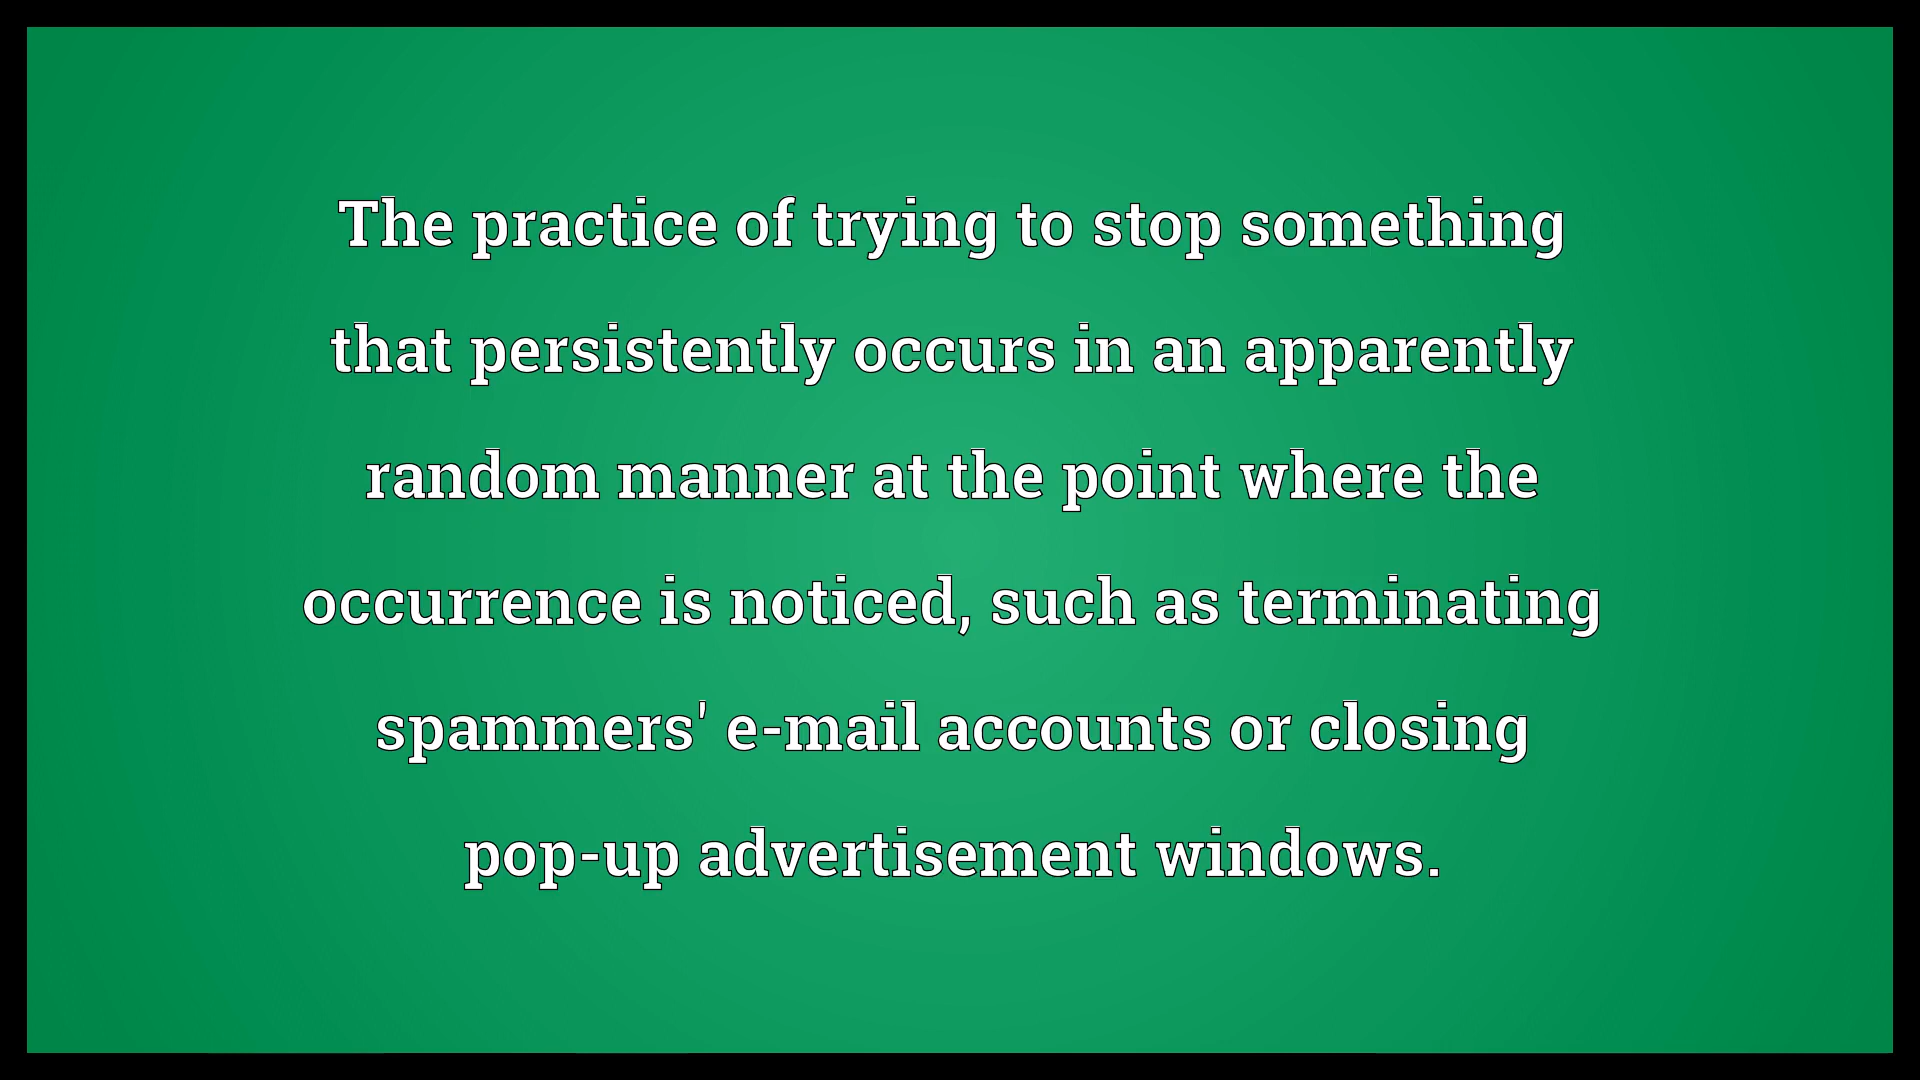 The practice of trying to stop something
that persistently occurs in an apparently
random manner at the point where the
occurrence is noticed, such as terminating
spammers' e-mail accounts or closing
pop-up advertisement windows.